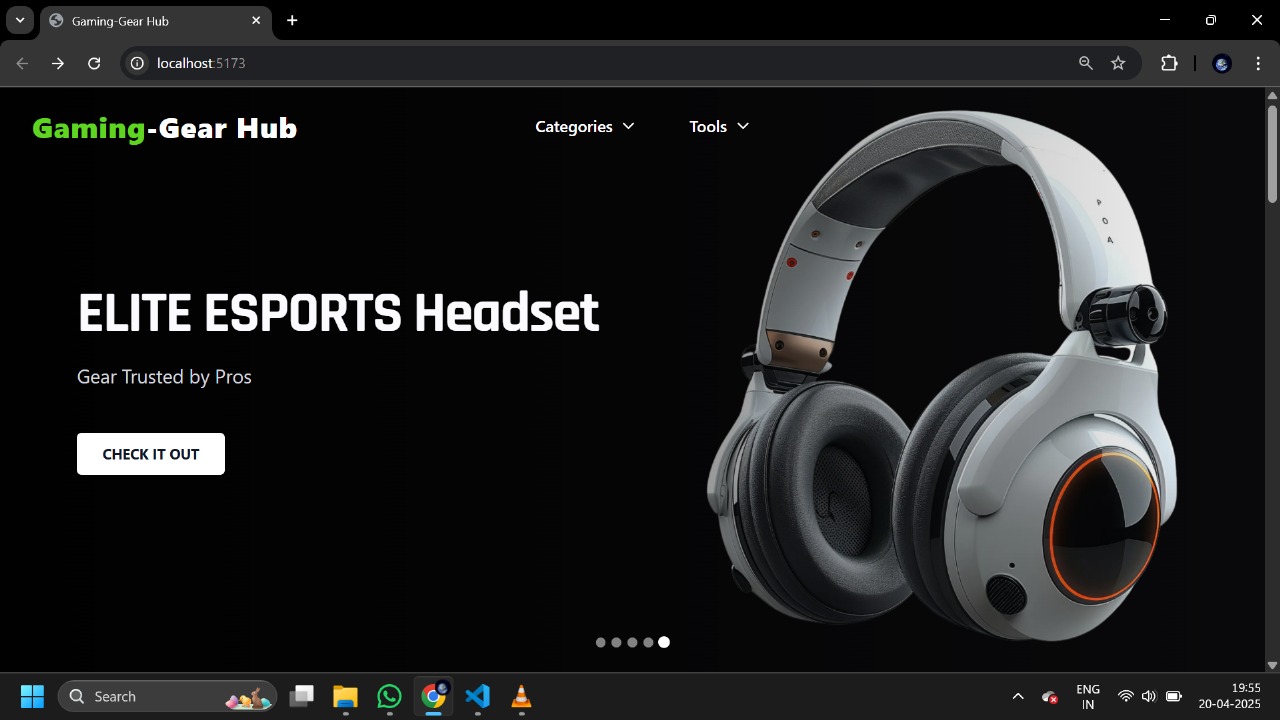 Gaming-Gear Hub
localhost:5173
Gaming-Gear Hub
Categories
Tools
ELITE ESPORTS Headset
Gear Trusted by Pros
CHECK IT OUT
A
O
A
Search
ENG
IN
19:55
20-04-2025